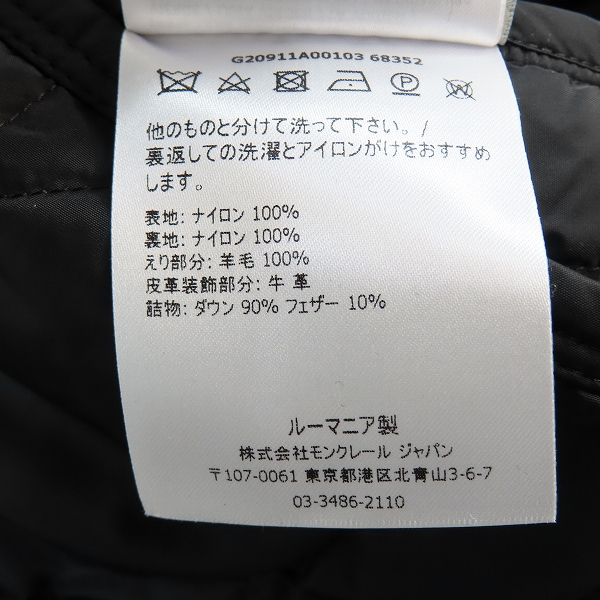 G20911A00103 68352
P
W
他のものと分けて洗って下さい。/
裏返しての洗濯とアイロンがけをおすすめ
します。
表地: ナイロン 100%
裏地: ナイロン 100%
えり部分: 羊毛 100%
皮革装飾部分: 牛 革
詰物: ダウン 90% フェザー 10%
ルーマニア製
株式会社モンクレール ジャパン
〒107-0061 東京都港区北青山3-6-7
03-3486-2110